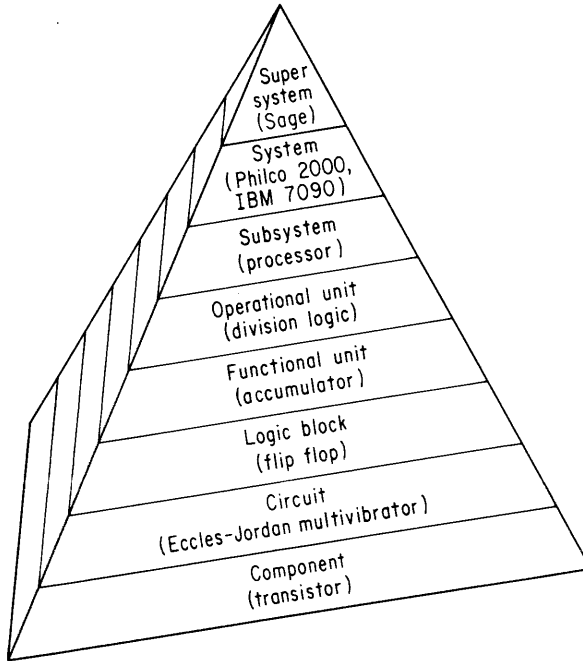 Super
system
(Sage)
System
(Philco 2000,
IBM 7090)
Subsystem
(processor)
Operational unit
(division logic)
Functional unit
(accumulator)
Logic block
(flip flop)
Circuit
(Eccles-Jordan multivibrator)
Component
(transistor)